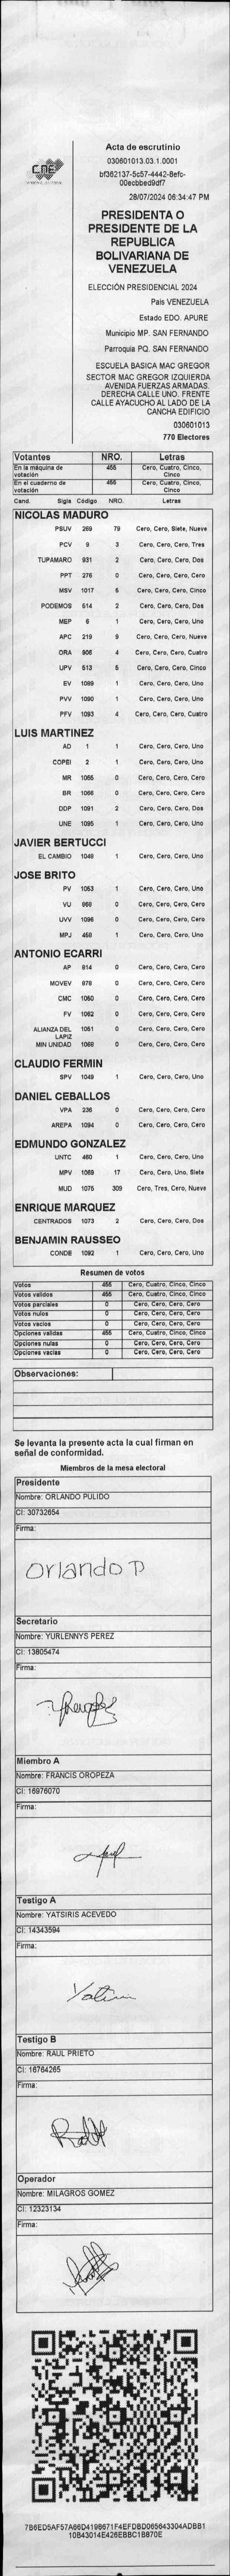 CNE
Acta de escrutinio
030601013.03.1.0001
bf362137-5c57-4442-8efc-
00ecbbed9df7
28/07/2024 06:34:47 PM
PRESIDENTA O
PRESIDENTE DE LA
REPUBLICA
BOLIVARIANA DE
VENEZUELA
ELECCIÓN PRESIDENCIAL 2024
País VENEZUELA
Estado EDO. APURE
Municipio MP. SAN FERNANDO
Parroquia PQ. SAN FERNANDO
ESCUELA BASICA MAC GREGOR
SECTOR MAC GREGOR IZQUIERDA
AVENIDA FUERZAS ARMADAS.
DERECHA CALLE UNO. FRENTE
CALLE AYACUCHO AL LADO DE LA
CANCHA EDIFICIO
030601013
770 Electores
Votantes NRO. Letras
En la máquina de votación 455 Cero, Cuatro, Cinco, Cinco
En el cuaderno de votación 455 Cero, Cuatro, Cinco, Cinco
Cand. Sigla Código NRO. Letras
NICOLAS MADURO
PSUV 269 79 Cero, Cero, Siete, Nueve
PCV 9 3 Cero, Cero, Cero, Tres
TUPAMARO 931 2 Cero, Cero, Cero, Dos
PPT 276 0 Cero, Cero, Cero, Cero
MSV 1017 5 Cero, Cero, Cero, Cinco
PODEMOS 514 2 Cero, Cero, Cero, Dos
MEP 6 1 Cero, Cero, Cero, Uno
APC 219 9 Cero, Cero, Cero, Nueve
ORA 906 4 Cero, Cero, Cero, Cuatro
UPV 513 5 Cero, Cero, Cero, Cinco
EV 1089 1 Cero, Cero, Cero, Uno
PVV 1090 1 Cero, Cero, Cero, Uno
PFV 1093 4 Cero, Cero, Cero, Cuatro
LUIS MARTINEZ
AD 1 1 Cero, Cero, Cero, Uno
COPEI 2 1 Cero, Cero, Cero, Uno
MR 1065 0 Cero, Cero, Cero, Cero
BR 1066 0 Cero, Cero, Cero, Cero
DDP 1091 2 Cero, Cero, Cero, Dos
UNE 1095 1 Cero, Cero, Cero, Uno
JAVIER BERTUCCI
EL CAMBIO 1048 1 Cero, Cero, Cero, Uno
JOSE BRITO
PV 1053 1 Cero, Cero, Cero, Uno
VU 868 0 Cero, Cero, Cero, Cero
UVV 1096 0 Cero, Cero, Cero, Cero
MPJ 458 1 Cero, Cero, Cero, Uno
ANTONIO ECARRI
AP 814 0 Cero, Cero, Cero, Cero
MOVEV 878 0 Cero, Cero, Cero, Cero
CMC 1050 0 Cero, Cero, Cero, Cero
FV 1052 0 Cero, Cero, Cero, Cero
ALIANZA DEL LAPIZ 1051 0 Cero, Cero, Cero, Cero
MIN UNIDAD 1068 0 Cero, Cero, Cero, Cero
CLAUDIO FERMIN
SPV 1049 1 Cero, Cero, Cero, Uno
DANIEL CEBALLOS
VPA 236 0 Cero, Cero, Cero, Cero
AREPA 1094 0 Cero, Cero, Cero, Cero
EDMUNDO GONZALEZ
UNTC 460 1 Cero, Cero, Cero, Uno
MPV 1069 17 Cero, Cero, Uno, Siete
MUD 1075 309 Cero, Tres, Cero, Nueve
ENRIQUE MARQUEZ
CENTRADOS 1073 2 Cero, Cero, Cero, Dos
BENJAMIN RAUSSEO
CONDE 1092 1 Cero, Cero, Cero, Uno
Resumen de votos
Votos 455 Cero, Cuatro, Cinco, Cinco
Votos validos 455 Cero, Cuatro, Cinco, Cinco
Votos parciales 0 Cero, Cero, Cero, Cero
Votos nulos 0 Cero, Cero, Cero, Cero
Votos vacíos 0 Cero, Cero, Cero, Cero
Opciones validas 455 Cero, Cuatro, Cinco, Cinco
Opciones nulas 0 Cero, Cero, Cero, Cero
Opciones vacías 0 Cero, Cero, Cero, Cero
Observaciones:
Se levanta la presente acta la cual firman en
señal de conformidad.
Miembros de la mesa electoral
Presidente
Nombre: ORLANDO PULIDO
CI: 30732654
Firma:
Orlando P
Secretario
Nombre: YURLENNYS PEREZ
CI: 13805474
Firma:
Miembro A
Nombre: FRANCIS OROPEZA
CI: 16976070
Firma:
Testigo A
Nombre: YATSIRIS ACEVEDO
CI: 14343594
Firma:
Testigo B
Nombre: RAUL PRIETO
CI: 16764265
Firma:
Operador
Nombre: MILAGROS GOMEZ
CI: 12323134
Firma:
7B6ED5AF57A66D4198671F4EFDBD065643304ADBB1
10B43014E426EBBC1B870E